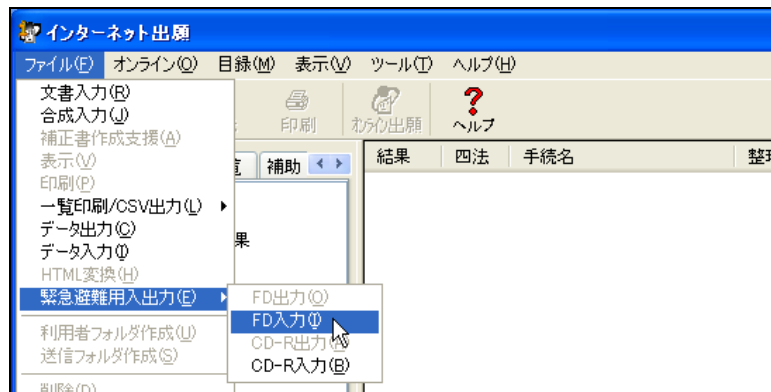 インターネット出願
ファイル(F) オンライン(O) 目録(M) 表示(V) ツール(T) ヘルプ(H)
文書入力(R)
合成入力(J)
補正書作成支援(A)
表示(V)
印刷(P)
一覧印刷/CSV出力(L)
データ出力(C)
データ入力(I)
HTML変換(H)
緊急避難用入出力(E)
利用者フォルダ作成(U)
送信フォルダ作成(S)
削除(D)
印刷 オンライン出願 ヘルプ
補助
結果 四法 手続名 整理
果
FD出力(O)
FD入力(I)
CD-R出力
CD-R入力(B)